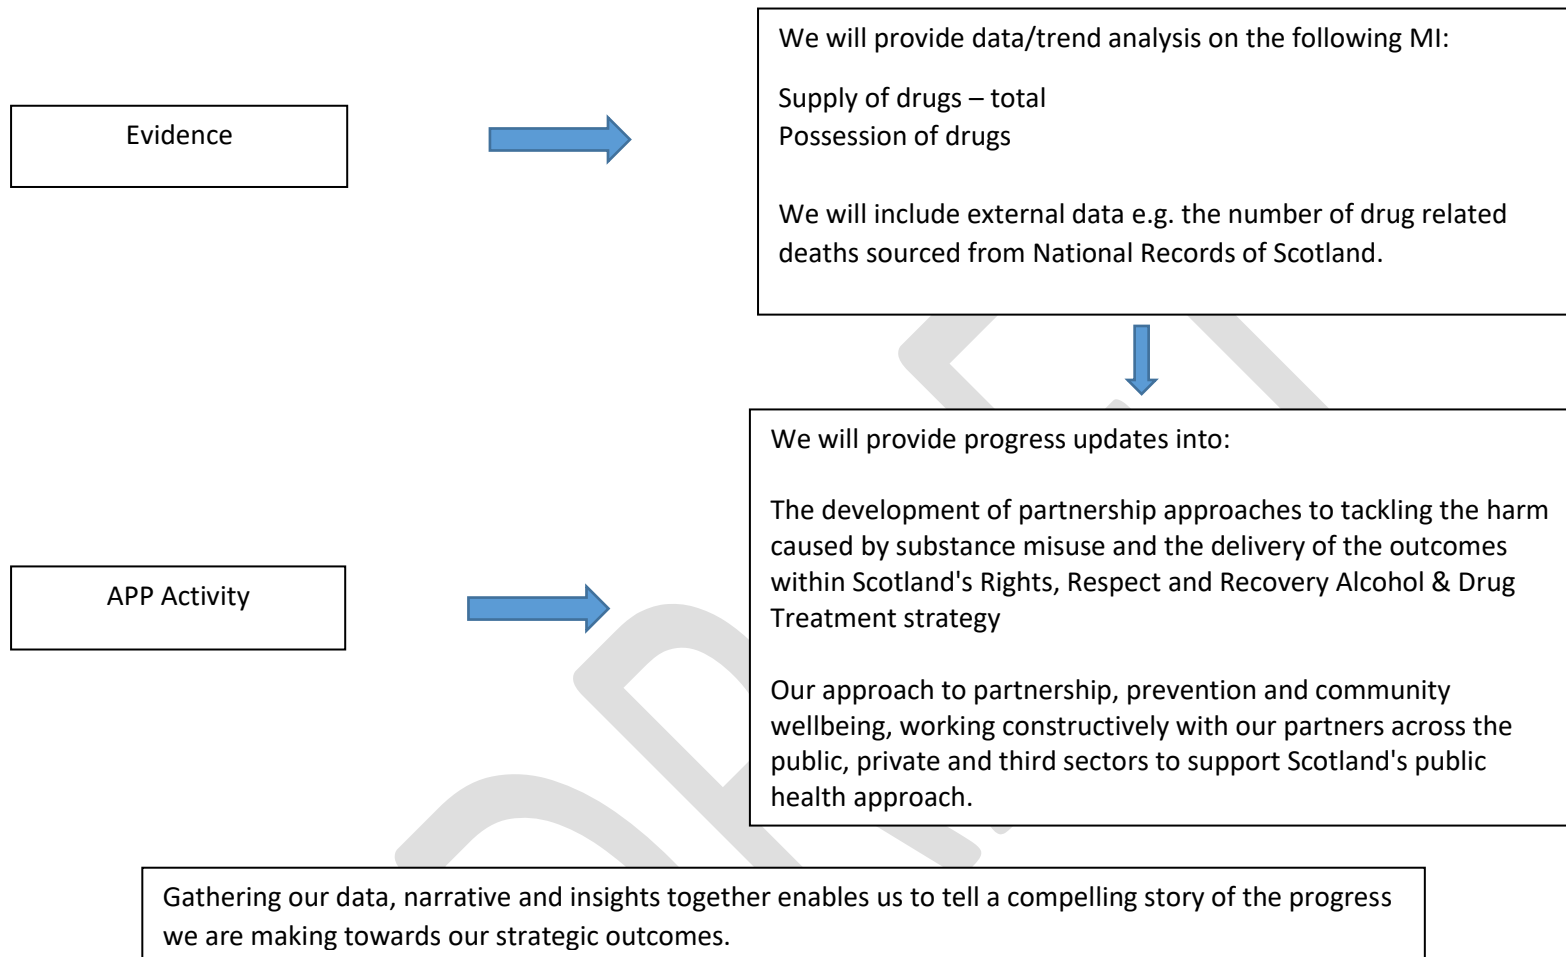 Evidence
We will provide data/trend analysis on the following MI:
Supply of drugs – total
Possession of drugs
We will include external data e.g. the number of drug related
deaths sourced from National Records of Scotland.
APP Activity
We will provide progress updates into:
The development of partnership approaches to tackling the harm
caused by substance misuse and the delivery of the outcomes
within Scotland's Rights, Respect and Recovery Alcohol & Drug
Treatment strategy
Our approach to partnership, prevention and community
wellbeing, working constructively with our partners across the
public, private and third sectors to support Scotland's public
health approach.
Gathering our data, narrative and insights together enables us to tell a compelling story of the progress
we are making towards our strategic outcomes.